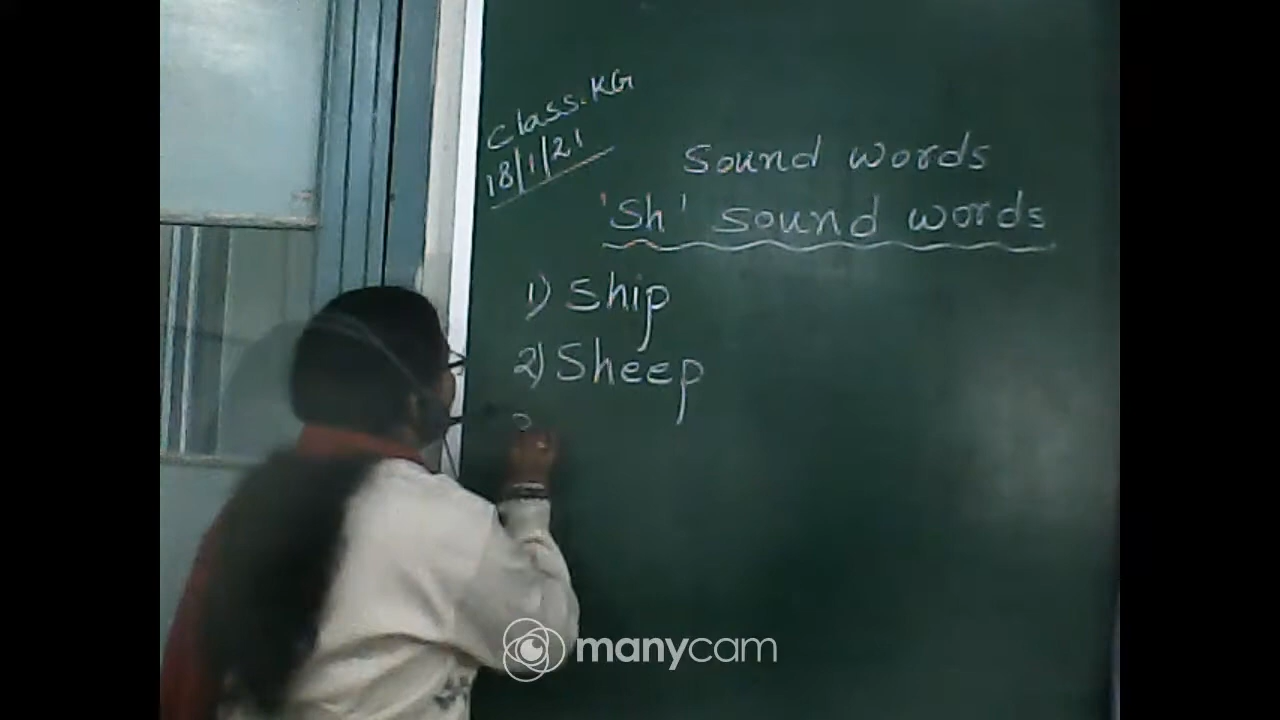 Class. KG
18/1/21
Sound words
'Sh' sound words
1) Ship
2) Sheep
manycam